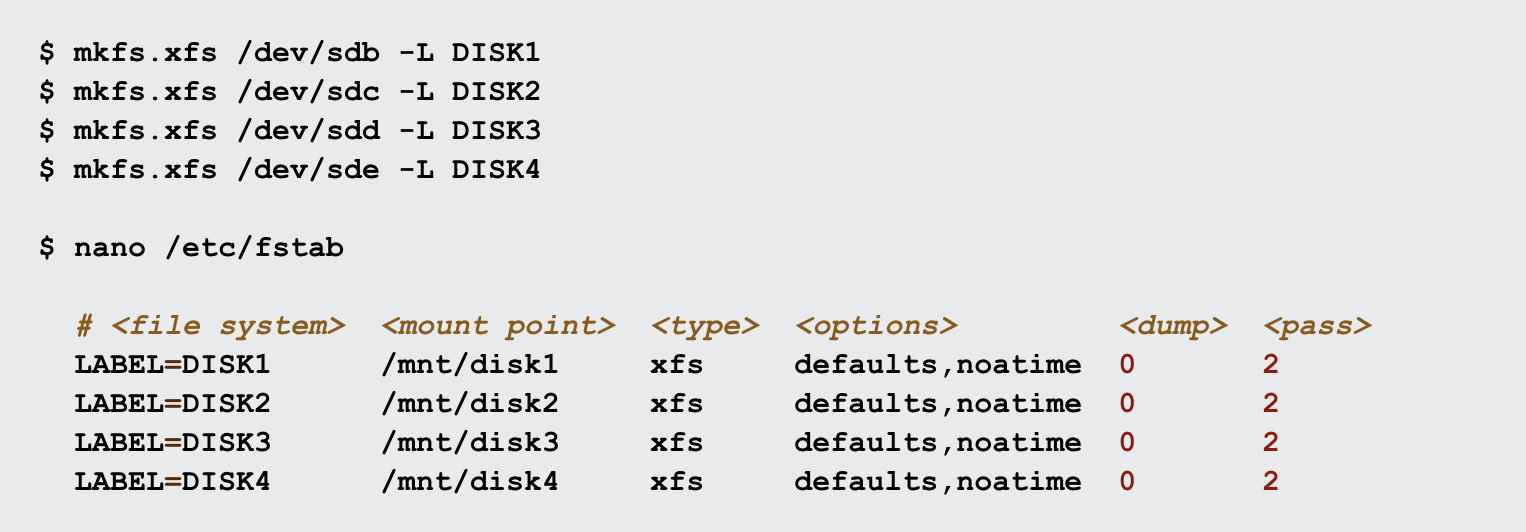 $ mkfs.xfs /dev/sdb -L DISK1
$ mkfs.xfs /dev/sdc -L DISK2
$ mkfs.xfs /dev/sdd -L DISK3
$ mkfs.xfs /dev/sde -L DISK4

$ nano /etc/fstab

  # <file system>  <mount point>  <type>  <options>         <dump>  <pass>
  LABEL=DISK1      /mnt/disk1     xfs     defaults,noatime  0       2
  LABEL=DISK2      /mnt/disk2     xfs     defaults,noatime  0       2
  LABEL=DISK3      /mnt/disk3     xfs     defaults,noatime  0       2
  LABEL=DISK4      /mnt/disk4     xfs     defaults,noatime  0       2